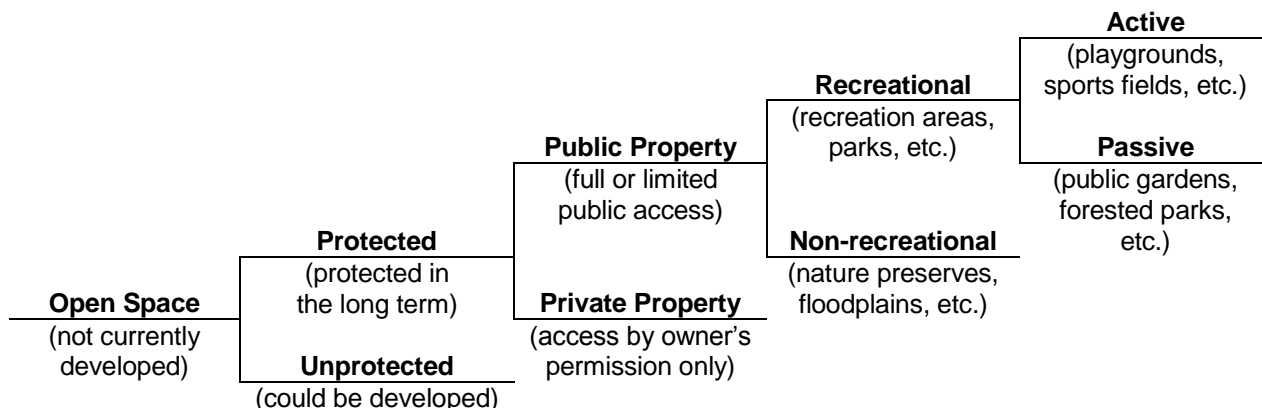 Active
(playgrounds,
sports fields, etc.)
Recreational
(recreation areas,
parks, etc.)
Public Property
(full or limited
public access)
Passive
(public gardens,
forested parks,
etc.)
Protected
(protected in
the long term)
Non-recreational
(nature preserves,
floodplains, etc.)
Open Space
(not currently
developed)
Private Property
(access by owner's
permission only)
Unprotected
(could be developed)